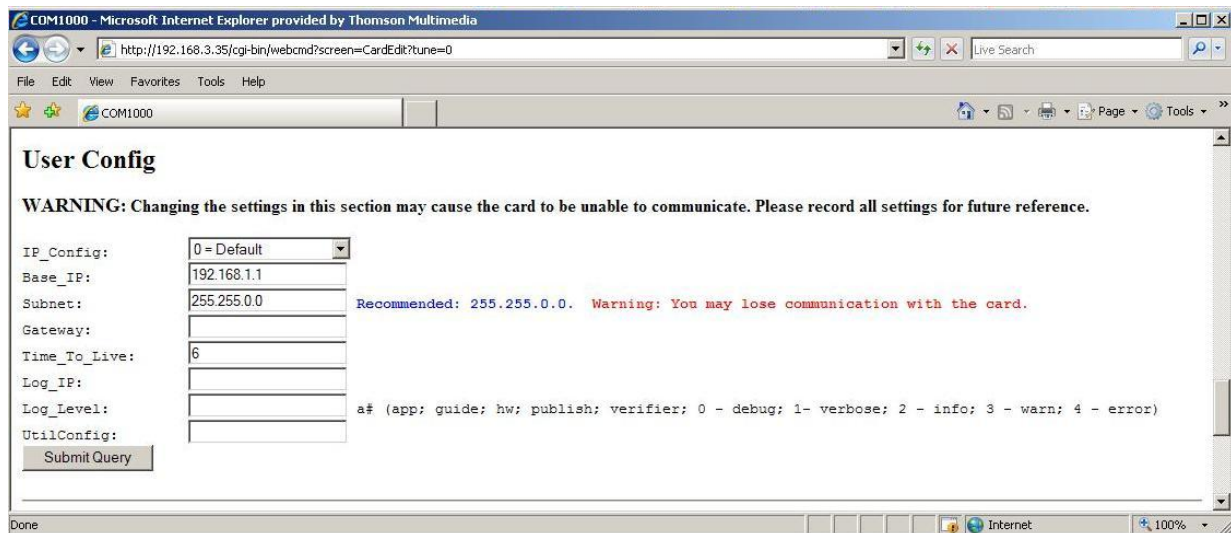 COM1000 - Microsoft Internet Explorer provided by Thomson Multimedia
http://192.168.3.35/cgi-bin/webcmd?screen=CardEdit?tune=0
Live Search
File Edit View Favorites Tools Help
COM1000
Page
Tools
User Config
WARNING: Changing the settings in this section may cause the card to be unable to communicate. Please record all settings for future reference.
IP_Config: 0 = Default
Base_IP: 192.168.1.1
Subnet: 255.255.0.0 Recommended: 255.255.0.0. Warning: You may lose communication with the card.
Gateway:
Time_To_Live: 6
Log_IP:
Log_Level: a# (app; guide; hw; publish; verifier; 0 - debug; 1- verbose; 2 - info; 3 - warn; 4 - error)
UtilConfig:
Submit Query
Done
Internet
100%